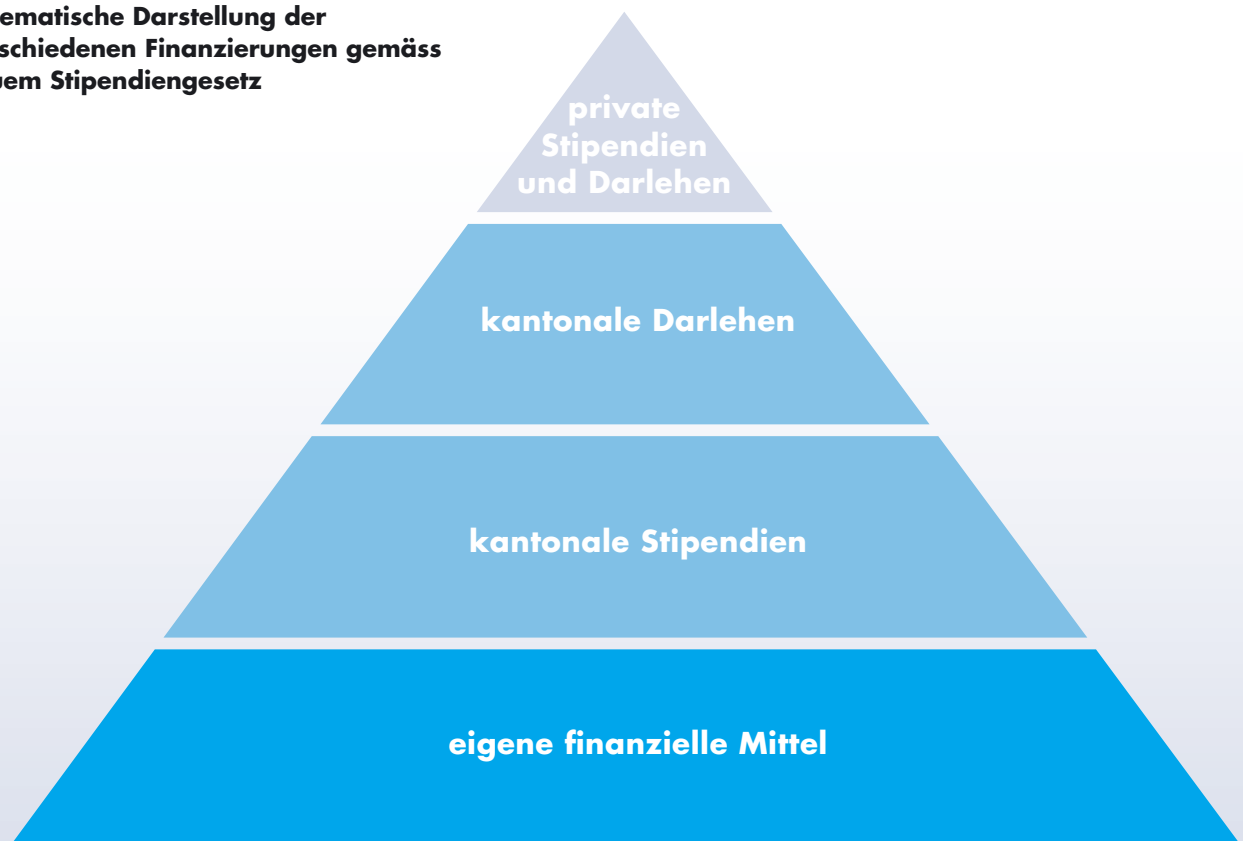 ematische Darstellung der
schiedenen Finanzierungen gemäss
uem Stipendiengesetz
private
Stipendien
und Darlehen
kantonale Darlehen
kantonale Stipendien
eigene finanzielle Mittel